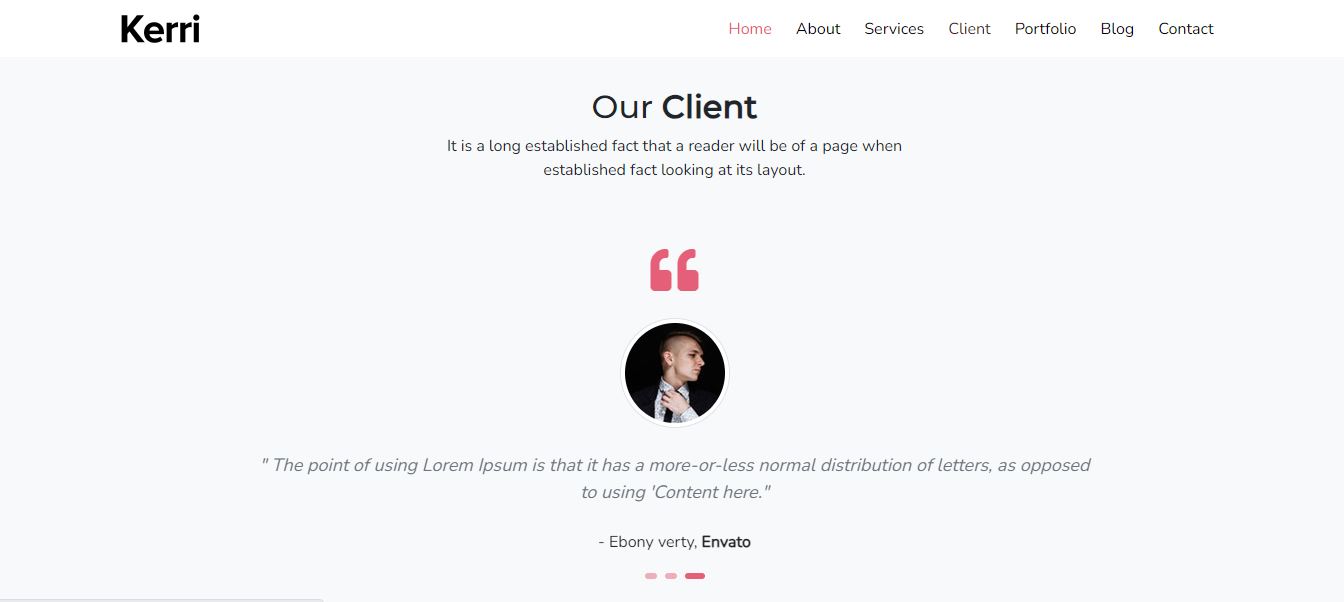 Kerri
Home About Services Client Portfolio Blog Contact
Our Client
It is a long established fact that a reader will be of a page when
established fact looking at its layout.
" The point of using Lorem Ipsum is that it has a more-or-less normal distribution of letters, as opposed
to using 'Content here."
- Ebony verty, Envato